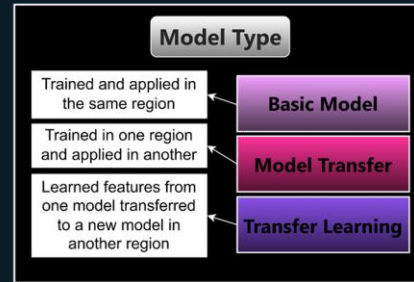 Model Type
Trained and applied in
the same region
Basic Model
Trained in one region
and applied in another
Model Transfer
Learned features from
one model transferred
to a new model in
another region
Transfer Learning